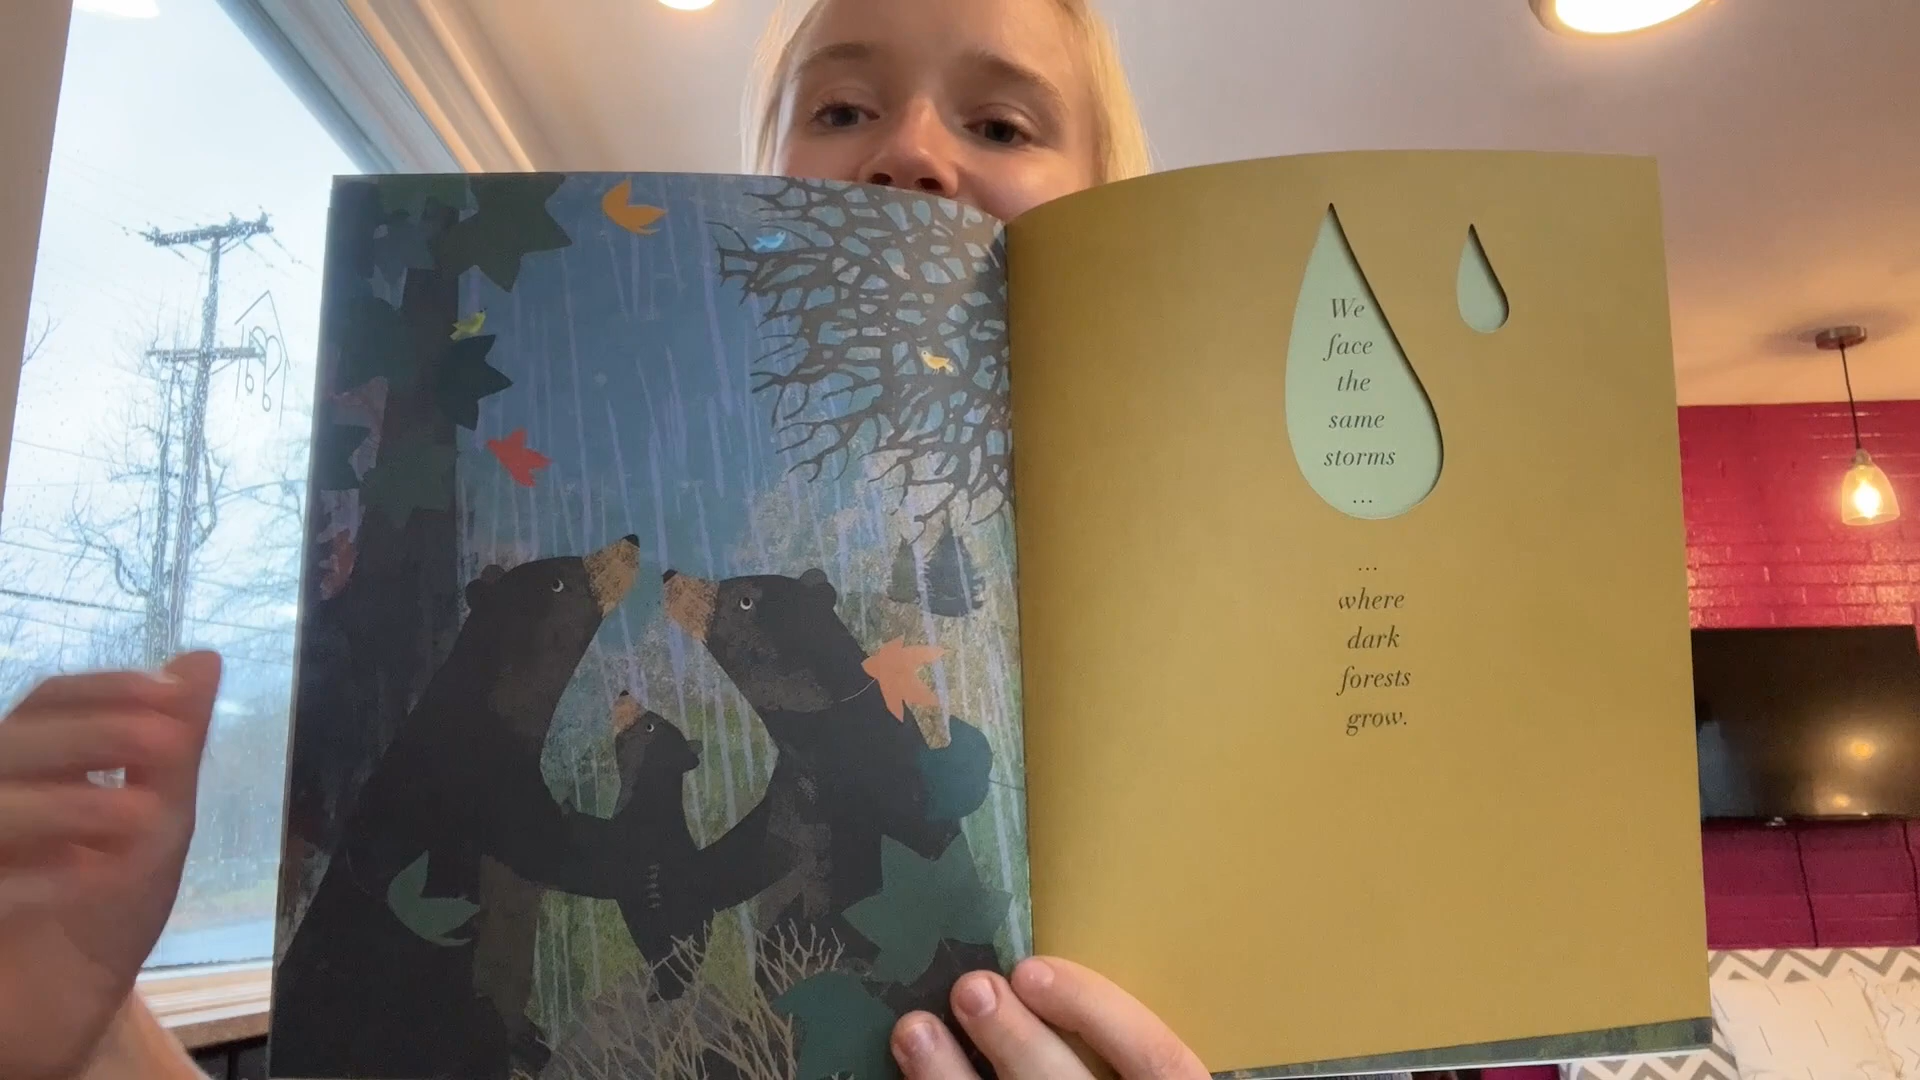 We
face
the
same
storms
...
...
where
dark
forests
grow.